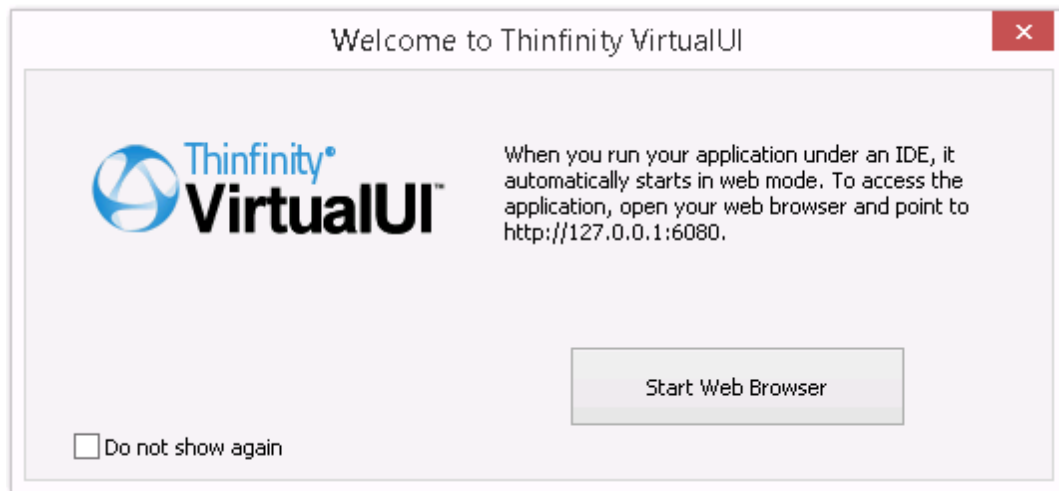 Welcome to Thinfinity VirtualUI
Thinfinity®
VirtualUI™
When you run your application under an IDE, it
automatically starts in web mode. To access the
application, open your web browser and point to
http://127.0.0.1:6080.
Start Web Browser
Do not show again